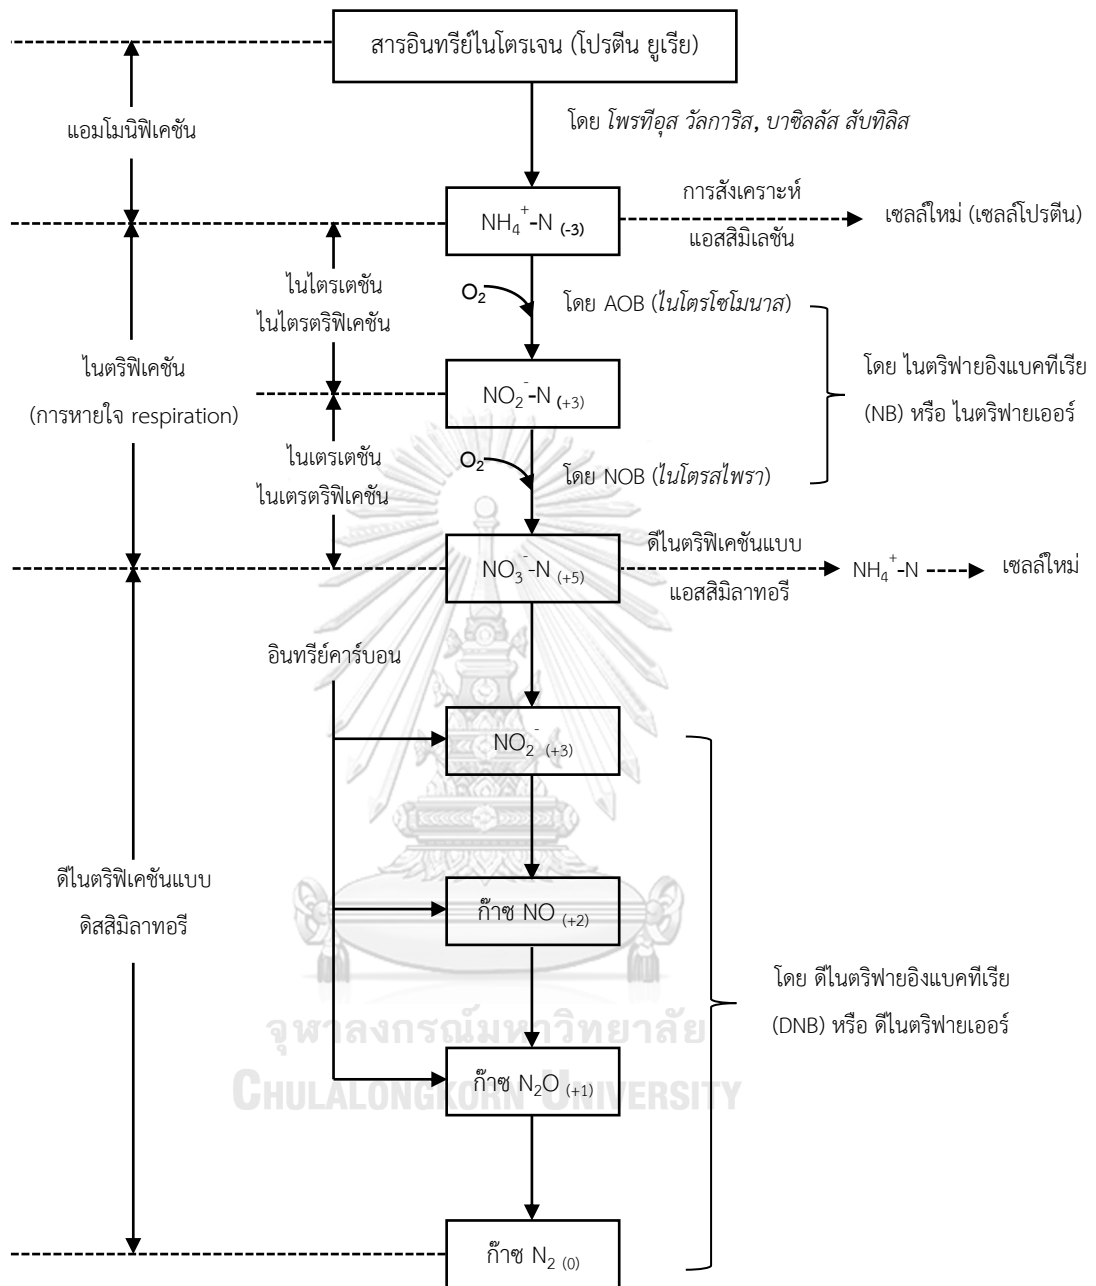 สารอินทรีย์ไนโตรเจน (โปรตีน ยูเรีย)
แอมโมนิฟิเคชัน
โดย โพรทีอุส วัลการิส, บาซิลลัส สับทิลิส
การสังเคราะห์
NH₄⁺-N (-3)
เซลล์ใหม่ (เซลล์โปรตีน)
แอสสิมิเลชัน
ไนไตรเตชัน
ไนไตรตริฟิเคชัน
O₂
โดย AOB (ไนโตรโซโมนาส)
ไนตริฟิเคชัน
(การหายใจ respiration)
โดย ไนตริฟายอิงแบคทีเรีย
(NB) หรือ ไนตริฟายเออร์
NO₂⁻-N (+3)
ไนเตรเตชัน
ไนเตรตริฟิเคชัน
O₂
โดย NOB (ไนโตรสไพรา)
ดีไนตริฟิเคชันแบบ
NO₃⁻-N (+5)
NH₄⁺-N
เซลล์ใหม่
แอสสิมิลาทอรี
อินทรีย์คาร์บอน
NO₂⁻ (+3)
ดีไนตริฟิเคชันแบบ
ดิสสิมิลาทอรี
ก๊าซ NO (+2)
โดย ดีไนตริฟายอิงแบคทีเรีย
(DNB) หรือ ดีไนตริฟายเออร์
จุฬาลงกรณ์มหาวิทยาลัย
CHULALONGKORN UNIVERSITY
ก๊าซ N₂O (+1)
ก๊าซ N₂ (0)